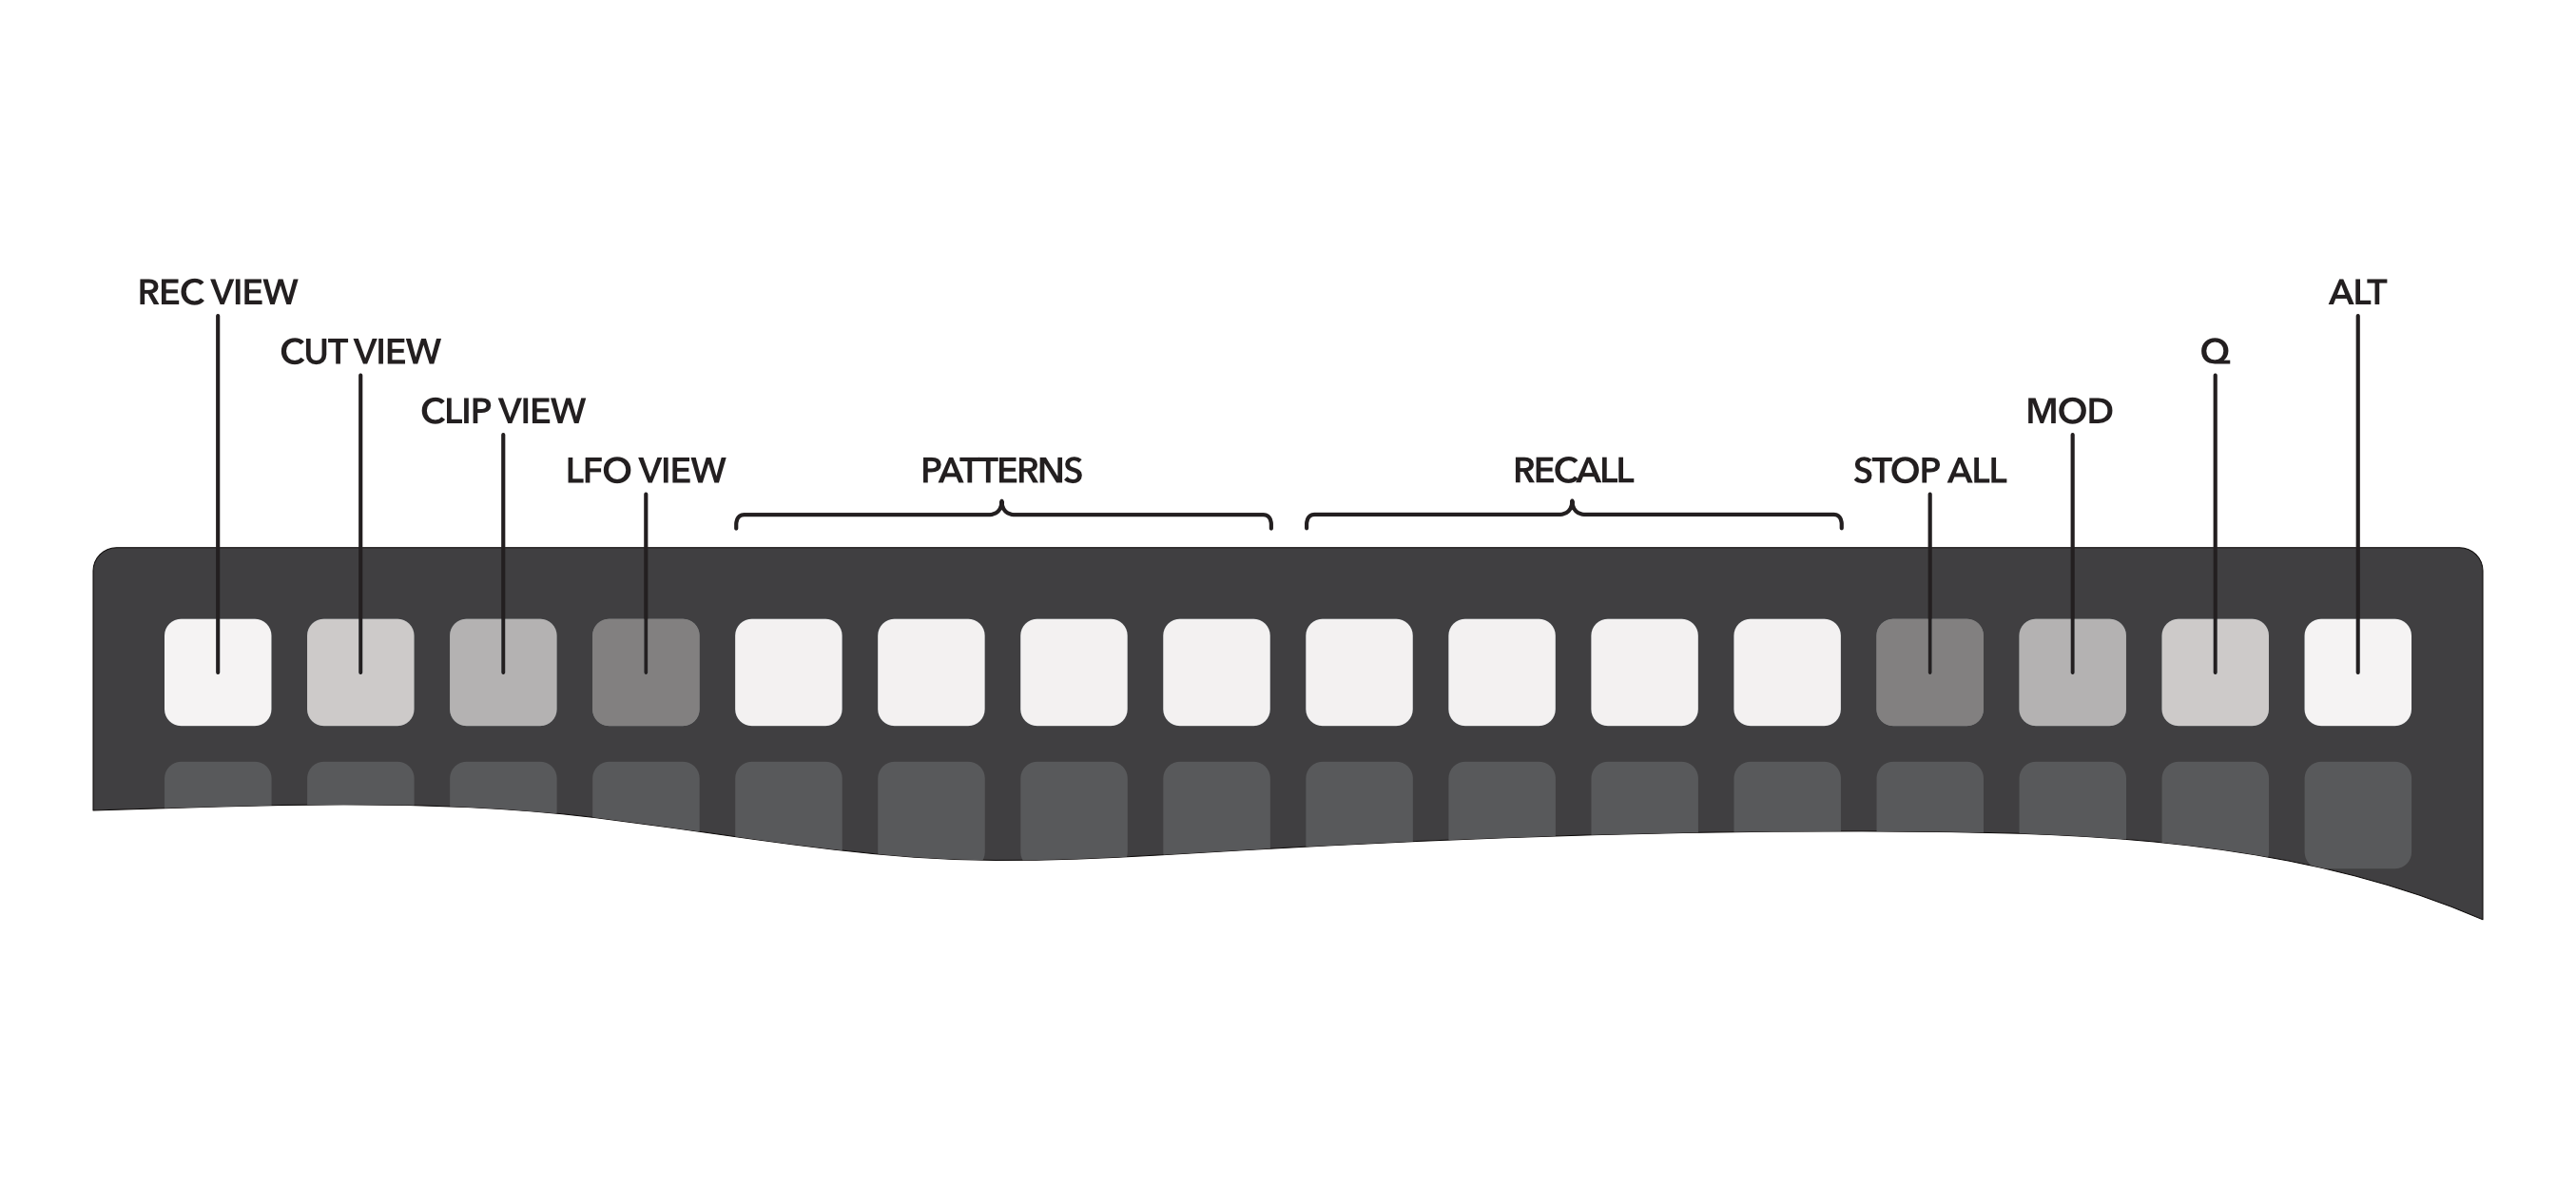 REC VIEW
CUT VIEW
CLIP VIEW
LFO VIEW
PATTERNS
RECALL
STOP ALL
MOD
Q
ALT